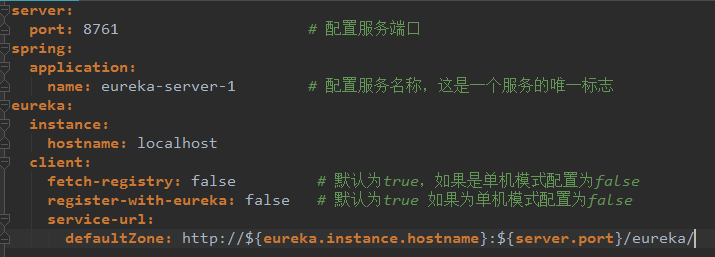 server:
  port: 8761                     # 配置服务端口
spring:
  application:
    name: eureka-server-1        # 配置服务名称，这是一个服务的唯一标志
eureka:
  instance:
    hostname: localhost
  client:
    fetch-registry: false         # 默认为true，如果是单机模式配置为false
    register-with-eureka: false   # 默认为true 如果为单机模式配置为false
    service-url:
      defaultZone: http://${eureka.instance.hostname}:${server.port}/eureka/